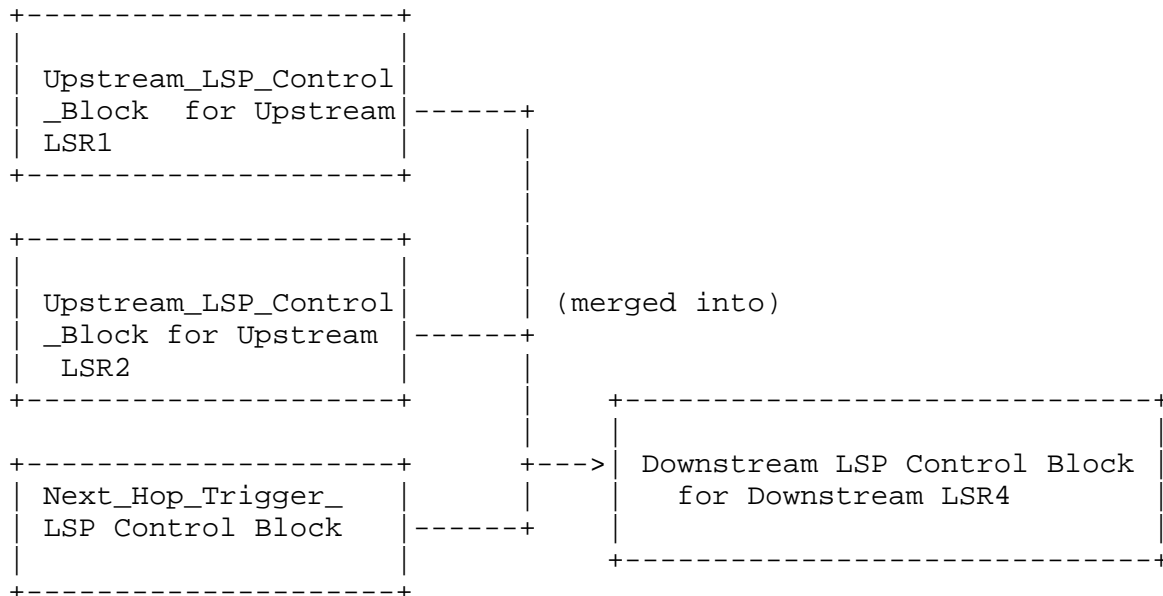 Upstream_LSP_Control
_Block for Upstream
LSR1
Upstream_LSP_Control
_Block for Upstream
LSR2
(merged into)
Next_Hop_Trigger_
LSP Control Block
Downstream LSP Control Block
for Downstream LSR4